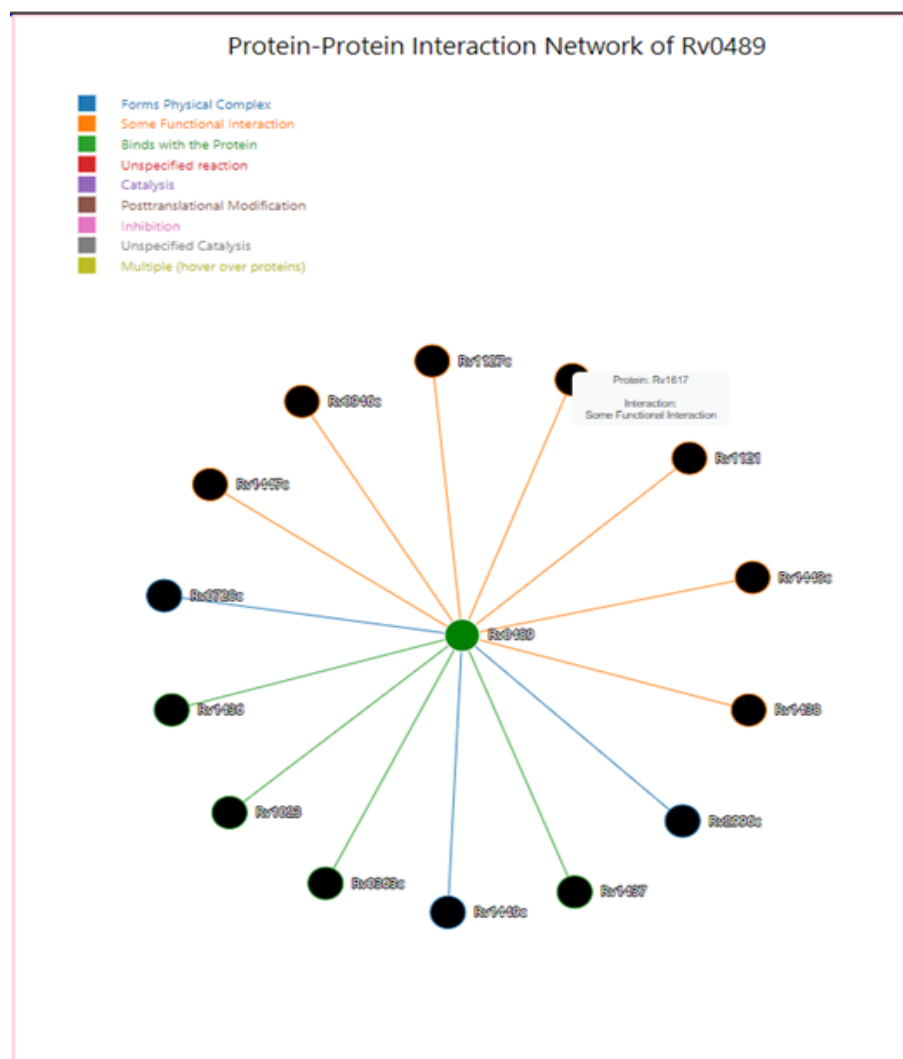 Protein-Protein Interaction Network of Rv0489
Forms Physical Complex
Some Functional Interaction
Binds with the Protein
Unspecified reaction
Catalysis
Posttranslational Modification
Inhibition
Unspecified Catalysis
Multiple (hover over proteins)
Rv1127c
Protein: Rv1617
Interaction:
Some Functional Interaction
Rv0946c
Rv1121
Rv1447c
Rv0489
Rv1436
Rv1438
Rv1023
Rv0363c
Rv1437